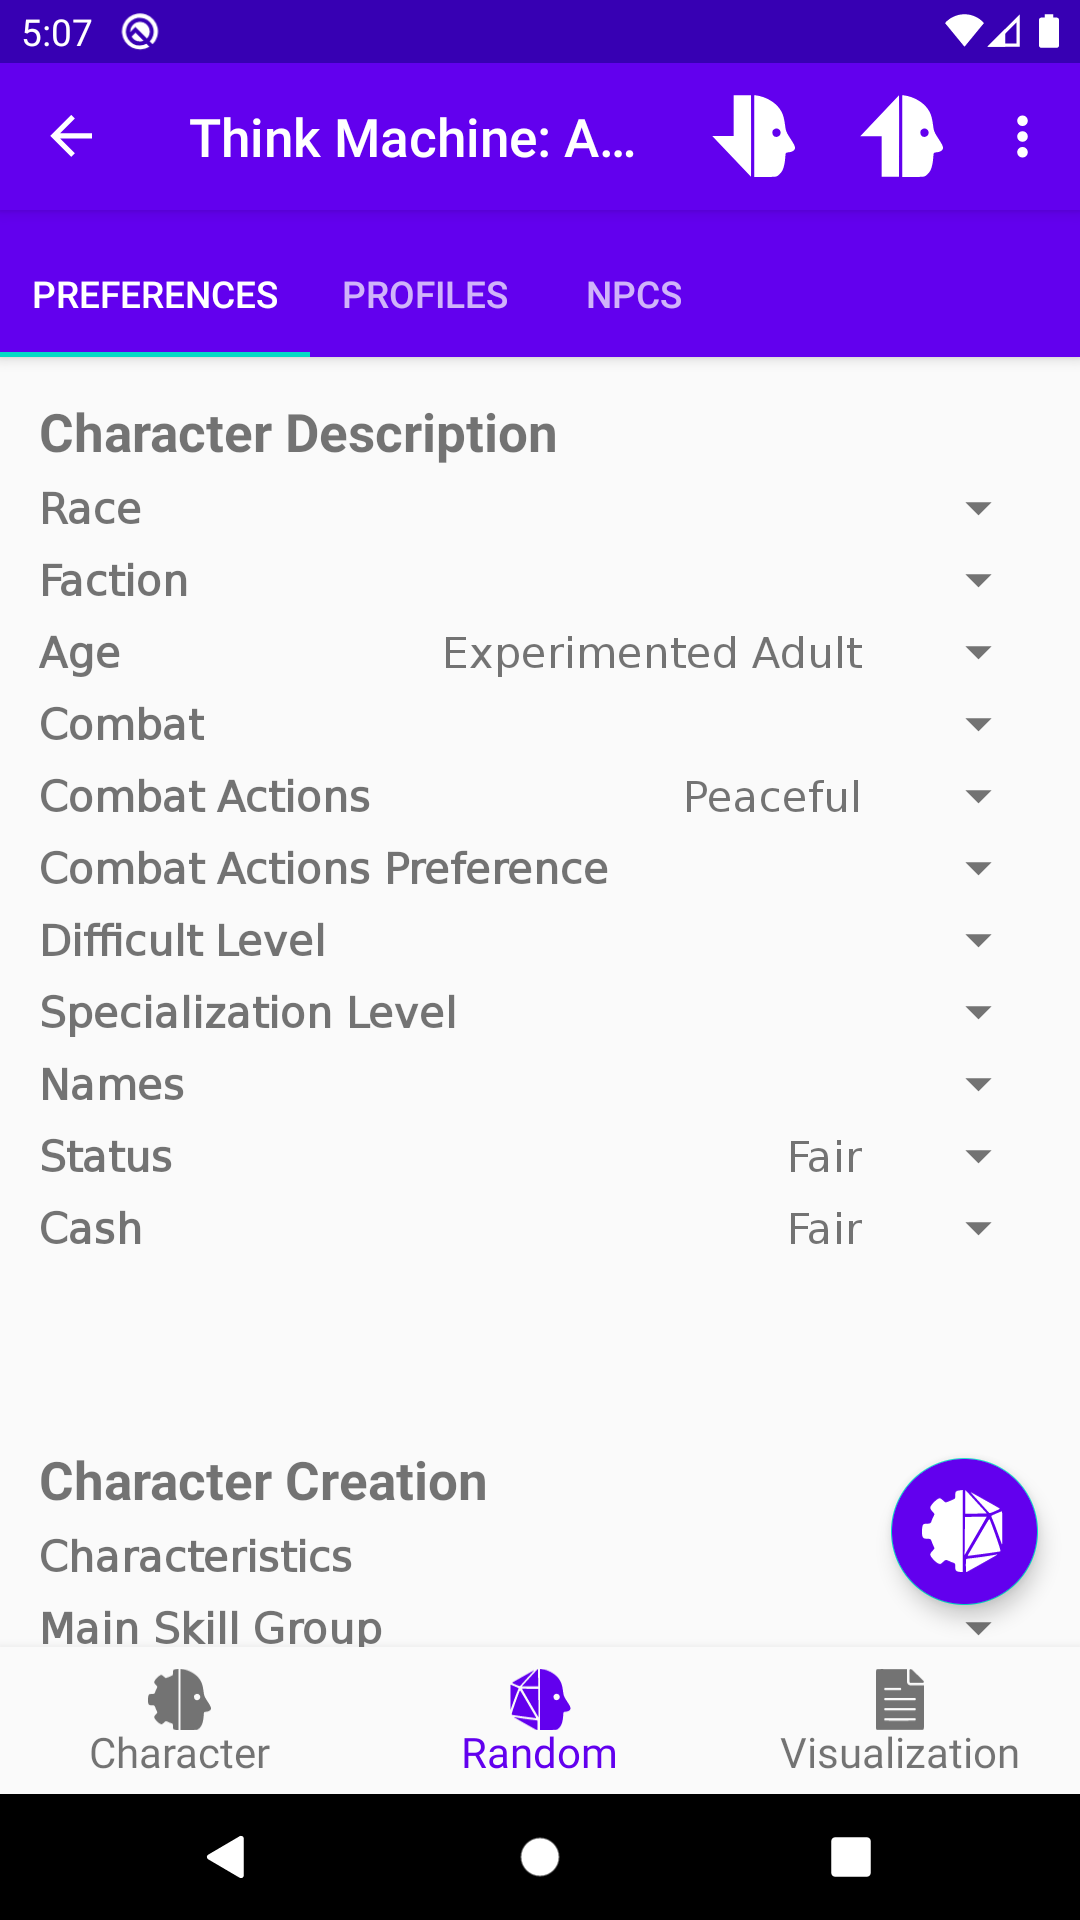 5:07
Think Machine: A...
PREFERENCES PROFILES NPCS
Character Description
Race
Faction
Age Experimented Adult
Combat
Combat Actions Peaceful
Combat Actions Preference
Difficult Level
Specialization Level
Names
Status Fair
Cash Fair
Character Creation
Characteristics
Main Skill Group
Character Random Visualization